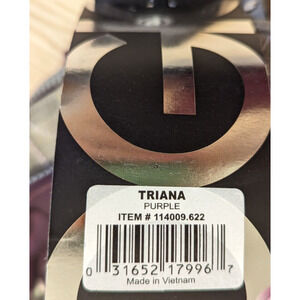 TRIANA
PURPLE
ITEM # 114009.622
0 31652 17996 7
Made in Vietnam